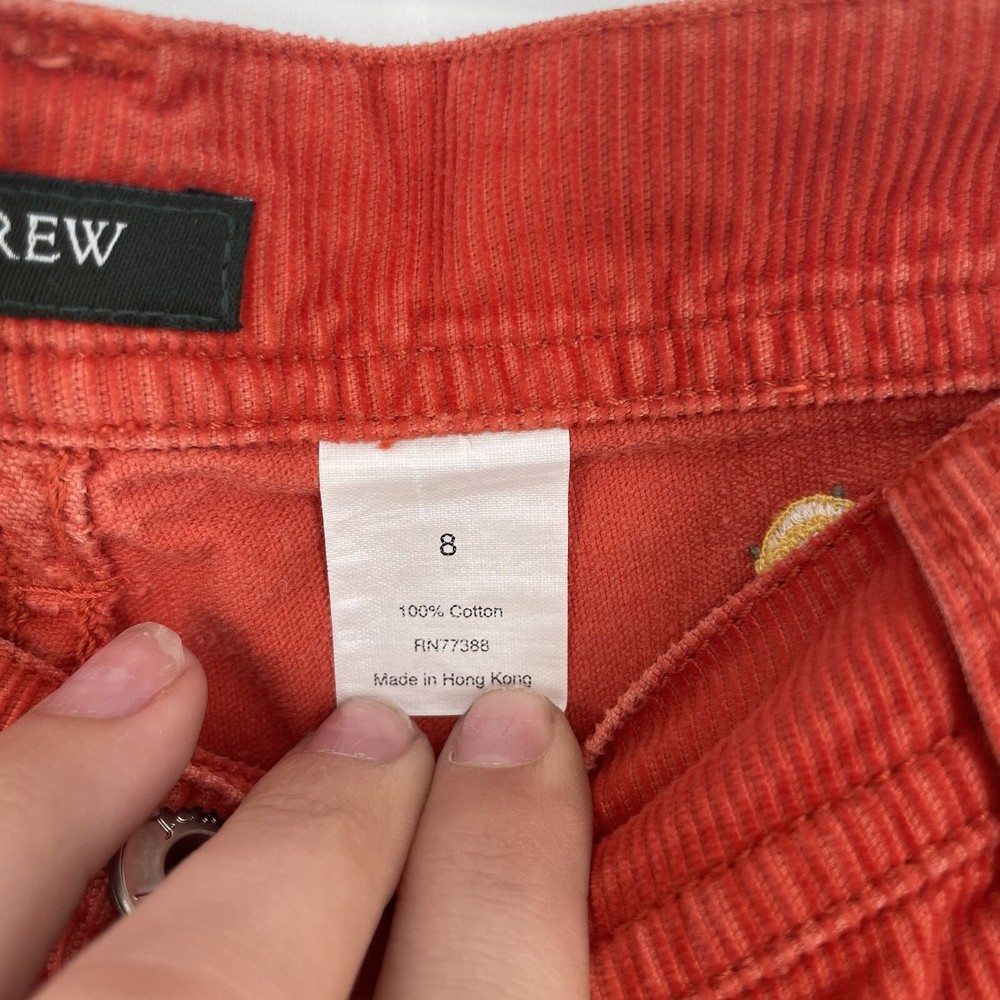 REW
8
100% Cotton
RN77388
Made in Hong Kong